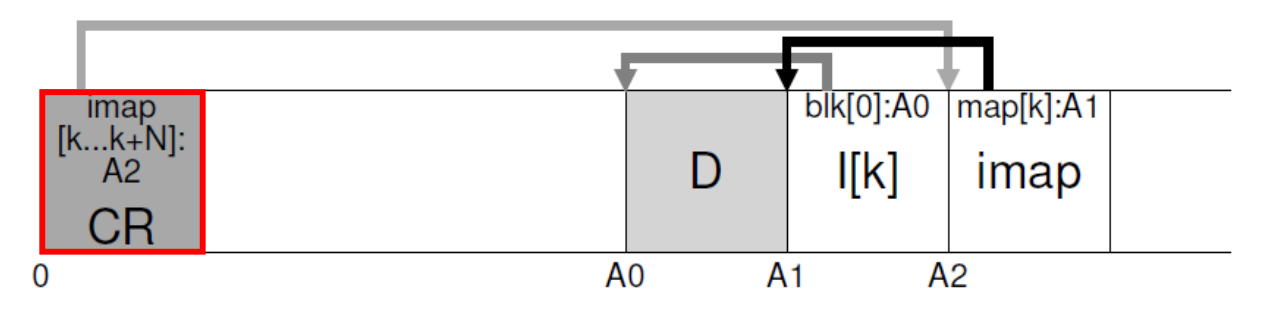 imap
[k...k+N]:
A2
CR
D
blk[0]:A0
I[k]
map[k]:A1
imap
0
A0
A1
A2